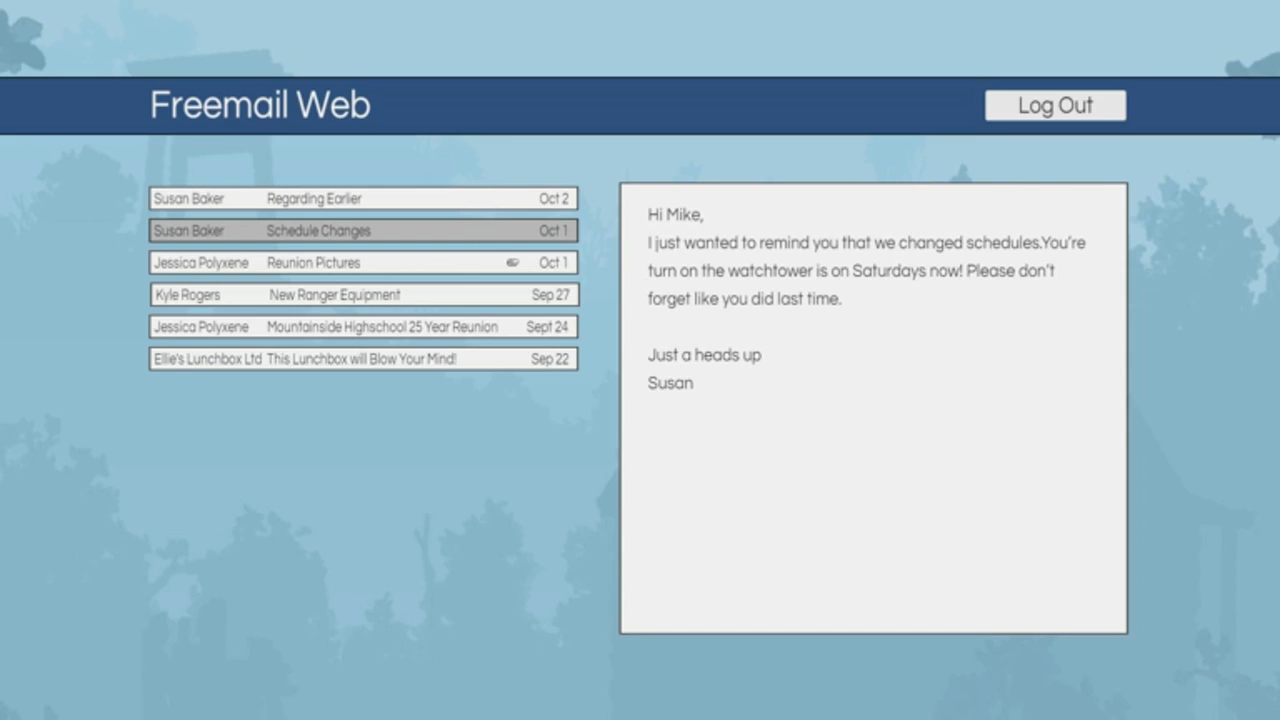 Freemail Web
Log Out
Susan Baker Regarding Earlier Oct 2
Susan Baker Schedule Changes Oct 1
Jessica Polyxene Reunion Pictures Oct 1
Kyle Rogers New Ranger Equipment Sep 27
Jessica Polyxene Mountainside Highschool 25 Year Reunion Sept 24
Ellie's Lunchbox Ltd This Lunchbox will Blow Your Mind! Sep 22
Hi Mike,
I just wanted to remind you that we changed schedules.You're
turn on the watchtower is on Saturdays now! Please don't
forget like you did last time.
Just a heads up
Susan